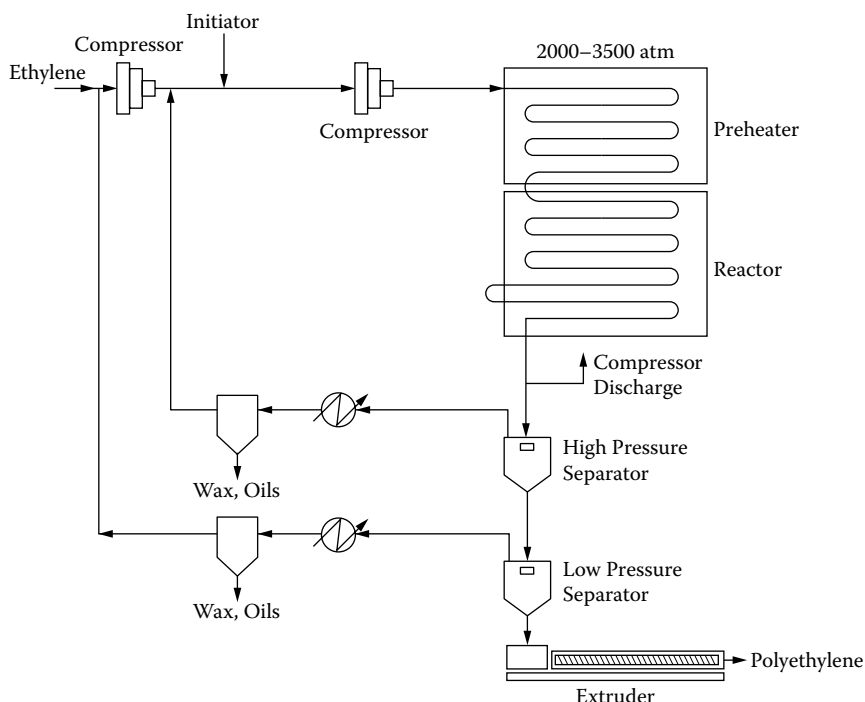 Initiator
Compressor
Ethylene
2000–3500 atm
Compressor
Preheater
Reactor
Compressor
Discharge
High Pressure
Separator
Wax, Oils
Low Pressure
Separator
Wax, Oils
Polyethylene
Extruder